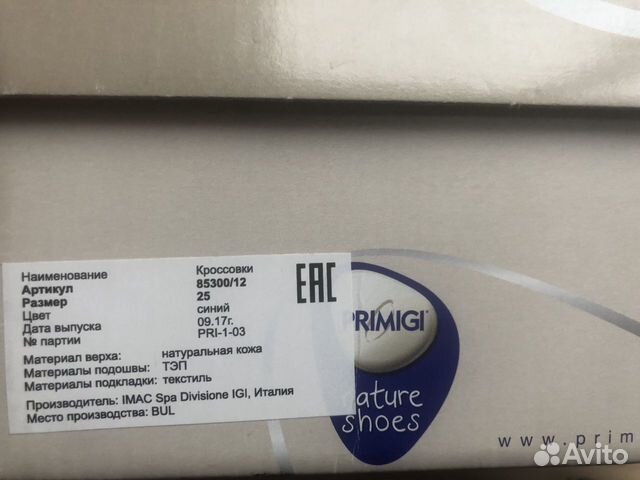 Наименование Кроссовки
Артикул 85300/12
Размер 25
Цвет синий
Дата выпуска 09.17г.
№ партии PRI-1-03
Материал верха: натуральная кожа
Материалы подошвы: ТЭП
Материалы подкладки: текстиль
Производитель: IMAC Spa Divisione IGI, Италия
Место производства: BUL
EAC
PRIMIGI
nature
shoes
www.prim
Avito